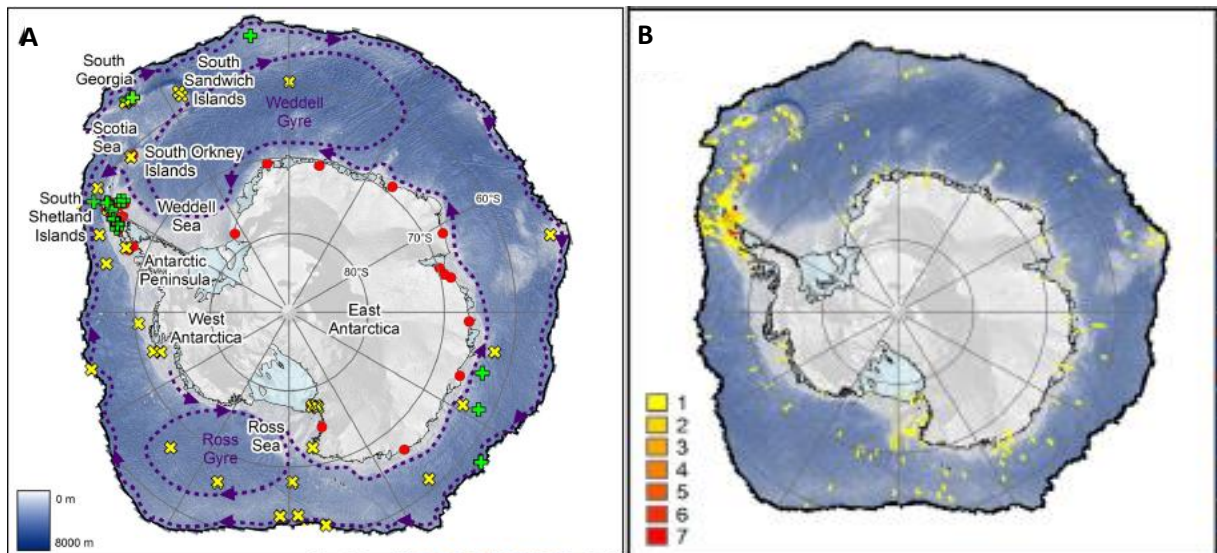 A
South
Georgia
South
Sandwich
Islands
Weddell
Gyre
Scotia
Sea
South Orkney
Islands
South
Shetland
Islands
Weddell
Sea
60°S
70°S
80°S
Antarctic
Peninsula
West
Antarctica
East
Antarctica
Ross
Sea
Ross
Gyre
0 m
8000 m
B
1
2
3
4
5
6
7